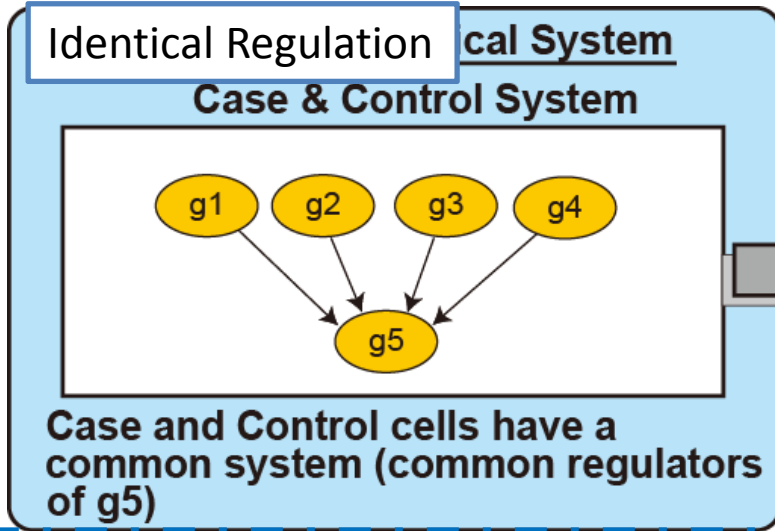 Identical Regulation ical System
Case & Control System
g1 g2 g3 g4
g5
Case and Control cells have a
common system (common regulators
of g5)